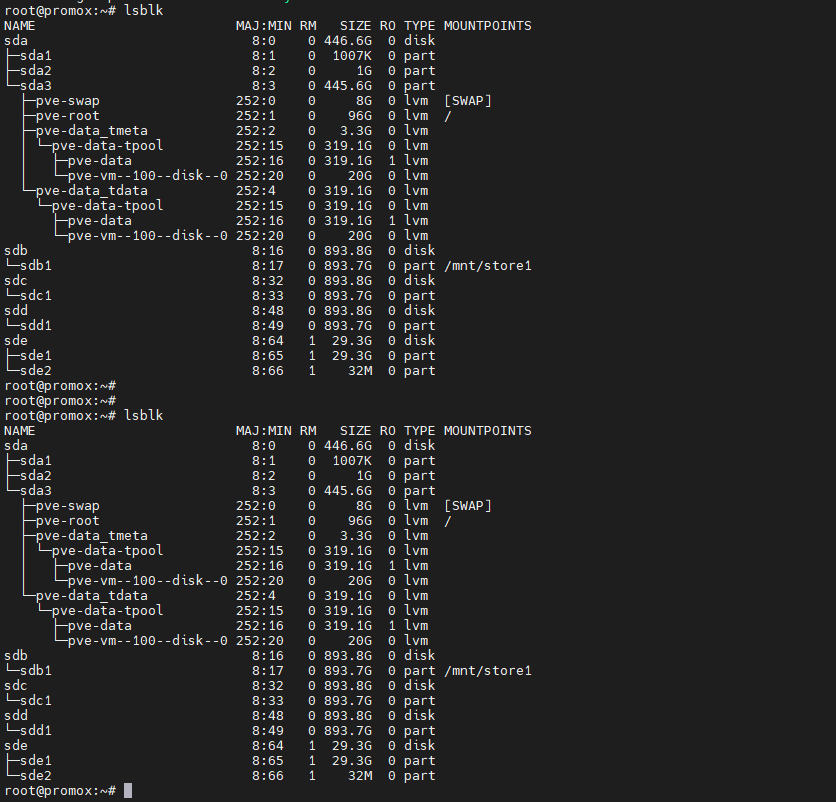 root@promox:~# lsblk
NAME                         MAJ:MIN RM   SIZE RO TYPE MOUNTPOINTS
sda                            8:0    0 446.6G  0 disk
├─sda1                         8:1    0  1007K  0 part
├─sda2                         8:2    0     1G  0 part
└─sda3                         8:3    0 445.6G  0 part
  ├─pve-swap                 252:0    0     8G  0 lvm  [SWAP]
  ├─pve-root                 252:1    0    96G  0 lvm  /
  ├─pve-data_tmeta           252:2    0   3.3G  0 lvm
  │ └─pve-data-tpool         252:15   0 319.1G  0 lvm
  │   ├─pve-data             252:16   0 319.1G  1 lvm
  │   └─pve-vm--100--disk--0 252:20   0    20G  0 lvm
  └─pve-data_tdata           252:4    0 319.1G  0 lvm
    └─pve-data-tpool         252:15   0 319.1G  0 lvm
      ├─pve-data             252:16   0 319.1G  1 lvm
      └─pve-vm--100--disk--0 252:20   0    20G  0 lvm
sdb                            8:16   0 893.8G  0 disk
└─sdb1                         8:17   0 893.7G  0 part /mnt/store1
sdc                            8:32   0 893.8G  0 disk
└─sdc1                         8:33   0 893.7G  0 part
sdd                            8:48   0 893.8G  0 disk
└─sdd1                         8:49   0 893.7G  0 part
sde                            8:64   1  29.3G  0 disk
├─sde1                         8:65   1  29.3G  0 part
└─sde2                         8:66   1    32M  0 part
root@promox:~#
root@promox:~#
root@promox:~# lsblk
NAME                         MAJ:MIN RM   SIZE RO TYPE MOUNTPOINTS
sda                            8:0    0 446.6G  0 disk
├─sda1                         8:1    0  1007K  0 part
├─sda2                         8:2    0     1G  0 part
└─sda3                         8:3    0 445.6G  0 part
  ├─pve-swap                 252:0    0     8G  0 lvm  [SWAP]
  ├─pve-root                 252:1    0    96G  0 lvm  /
  ├─pve-data_tmeta           252:2    0   3.3G  0 lvm
  │ └─pve-data-tpool         252:15   0 319.1G  0 lvm
  │   ├─pve-data             252:16   0 319.1G  1 lvm
  │   └─pve-vm--100--disk--0 252:20   0    20G  0 lvm
  └─pve-data_tdata           252:4    0 319.1G  0 lvm
    └─pve-data-tpool         252:15   0 319.1G  0 lvm
      ├─pve-data             252:16   0 319.1G  1 lvm
      └─pve-vm--100--disk--0 252:20   0    20G  0 lvm
sdb                            8:16   0 893.8G  0 disk
└─sdb1                         8:17   0 893.7G  0 part /mnt/store1
sdc                            8:32   0 893.8G  0 disk
└─sdc1                         8:33   0 893.7G  0 part
sdd                            8:48   0 893.8G  0 disk
└─sdd1                         8:49   0 893.7G  0 part
sde                            8:64   1  29.3G  0 disk
├─sde1                         8:65   1  29.3G  0 part
└─sde2                         8:66   1    32M  0 part
root@promox:~#